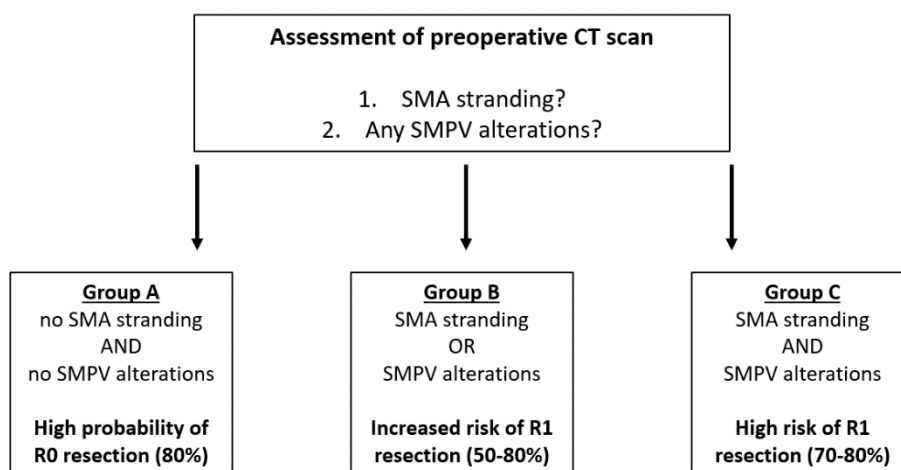 Assessment of preoperative CT scan
1. SMA stranding?
2. Any SMPV alterations?
Group A
no SMA stranding
AND
no SMPV alterations
High probability of
R0 resection (80%)
Group B
SMA stranding
OR
SMPV alterations
Increased risk of R1
resection (50-80%)
Group C
SMA stranding
AND
SMPV alterations
High risk of R1
resection (70-80%)